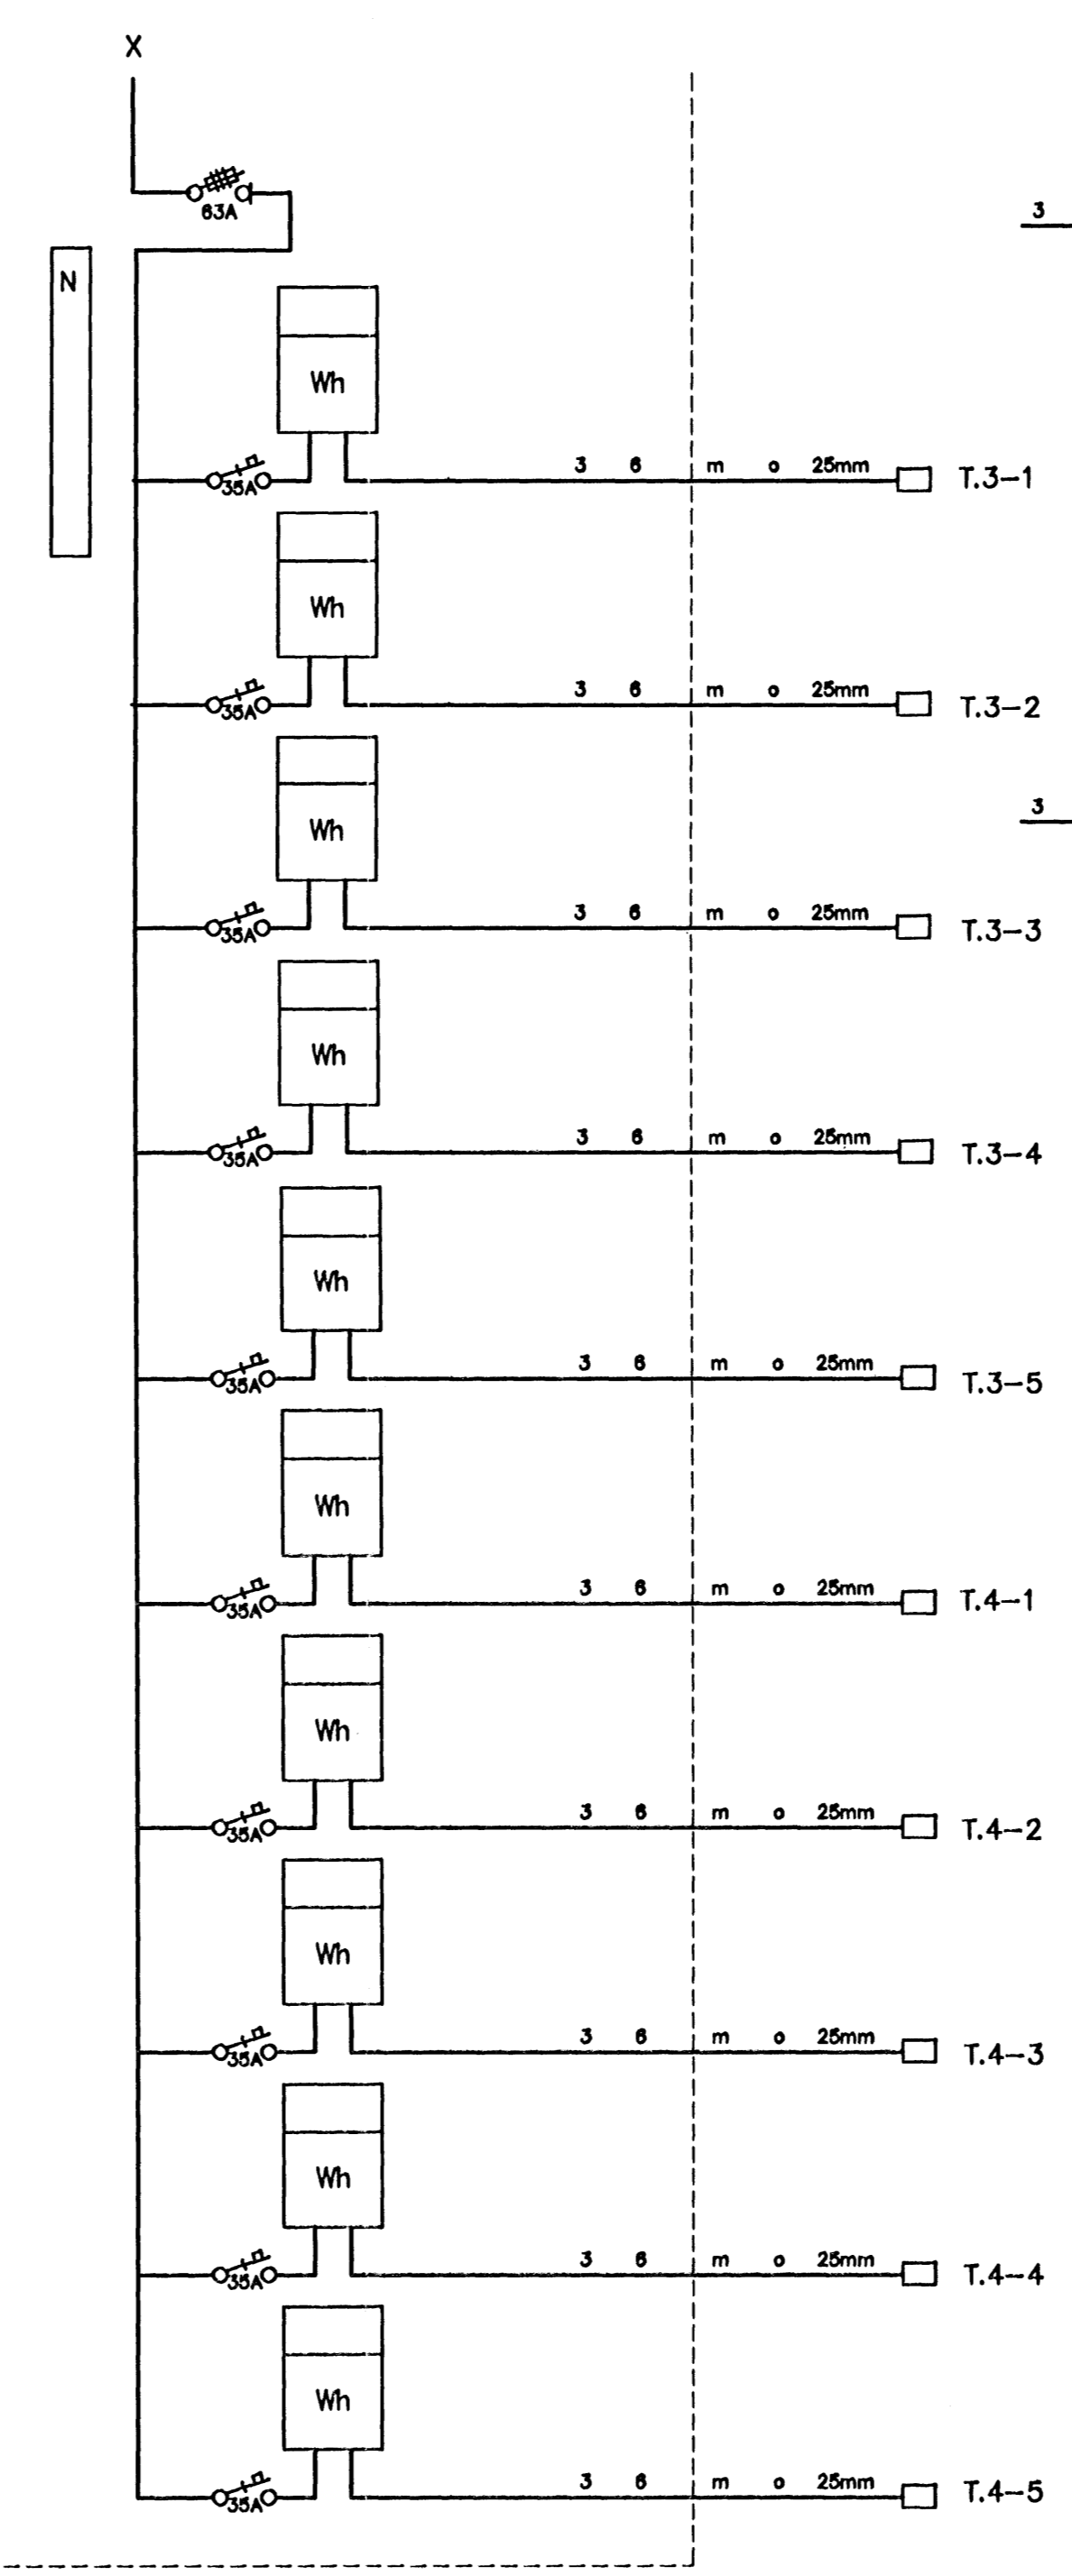 X
63A
3
N
Wh
35A 3 6 m o 25mm T.3-1
Wh
35A 3 6 m o 25mm T.3-2
3
Wh
35A 3 6 m o 25mm T.3-3
Wh
35A 3 6 m o 25mm T.3-4
Wh
35A 3 6 m o 25mm T.3-5
Wh
35A 3 6 m o 25mm T.4-1
Wh
35A 3 6 m o 25mm T.4-2
Wh
35A 3 6 m o 25mm T.4-3
Wh
35A 3 6 m o 25mm T.4-4
Wh
35A 3 6 m o 25mm T.4-5